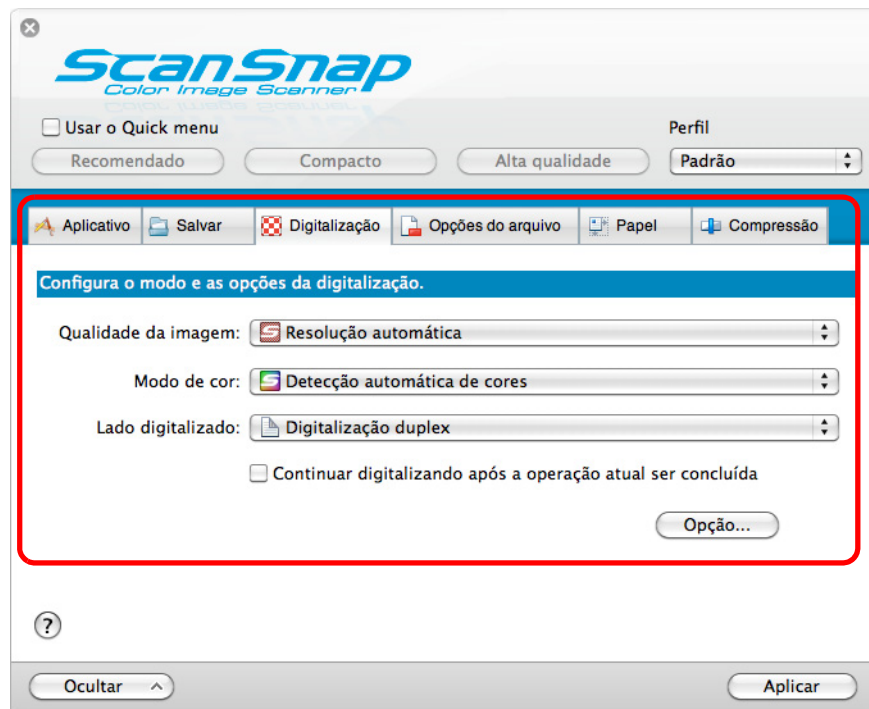 ScanSnap
Color Image Scanner
Usar o Quick menu
Perfil
Recomendado Compacto Alta qualidade Padrão
Aplicativo Salvar Digitalização Opções do arquivo Papel Compressão
Configura o modo e as opções da digitalização.
Qualidade da imagem: Resolução automática
Modo de cor: Detecção automática de cores
Lado digitalizado: Digitalização duplex
Continuar digitalizando após a operação atual ser concluída
Opção...
?
Ocultar Aplicar